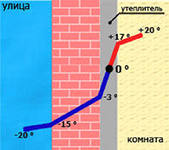 улица
утеплитель
+17 °
+20 °
0 °
-3 °
-15 °
-20 °
комната